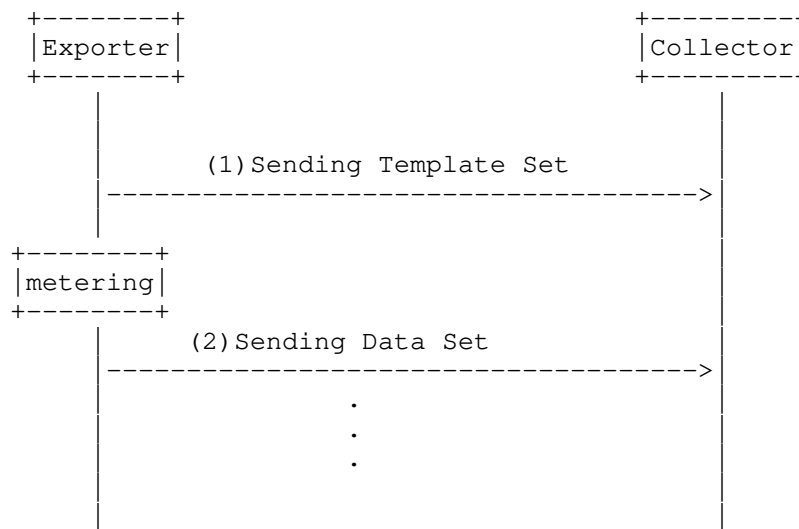 Exporter
Collector
(1)Sending Template Set
metering
(2)Sending Data Set